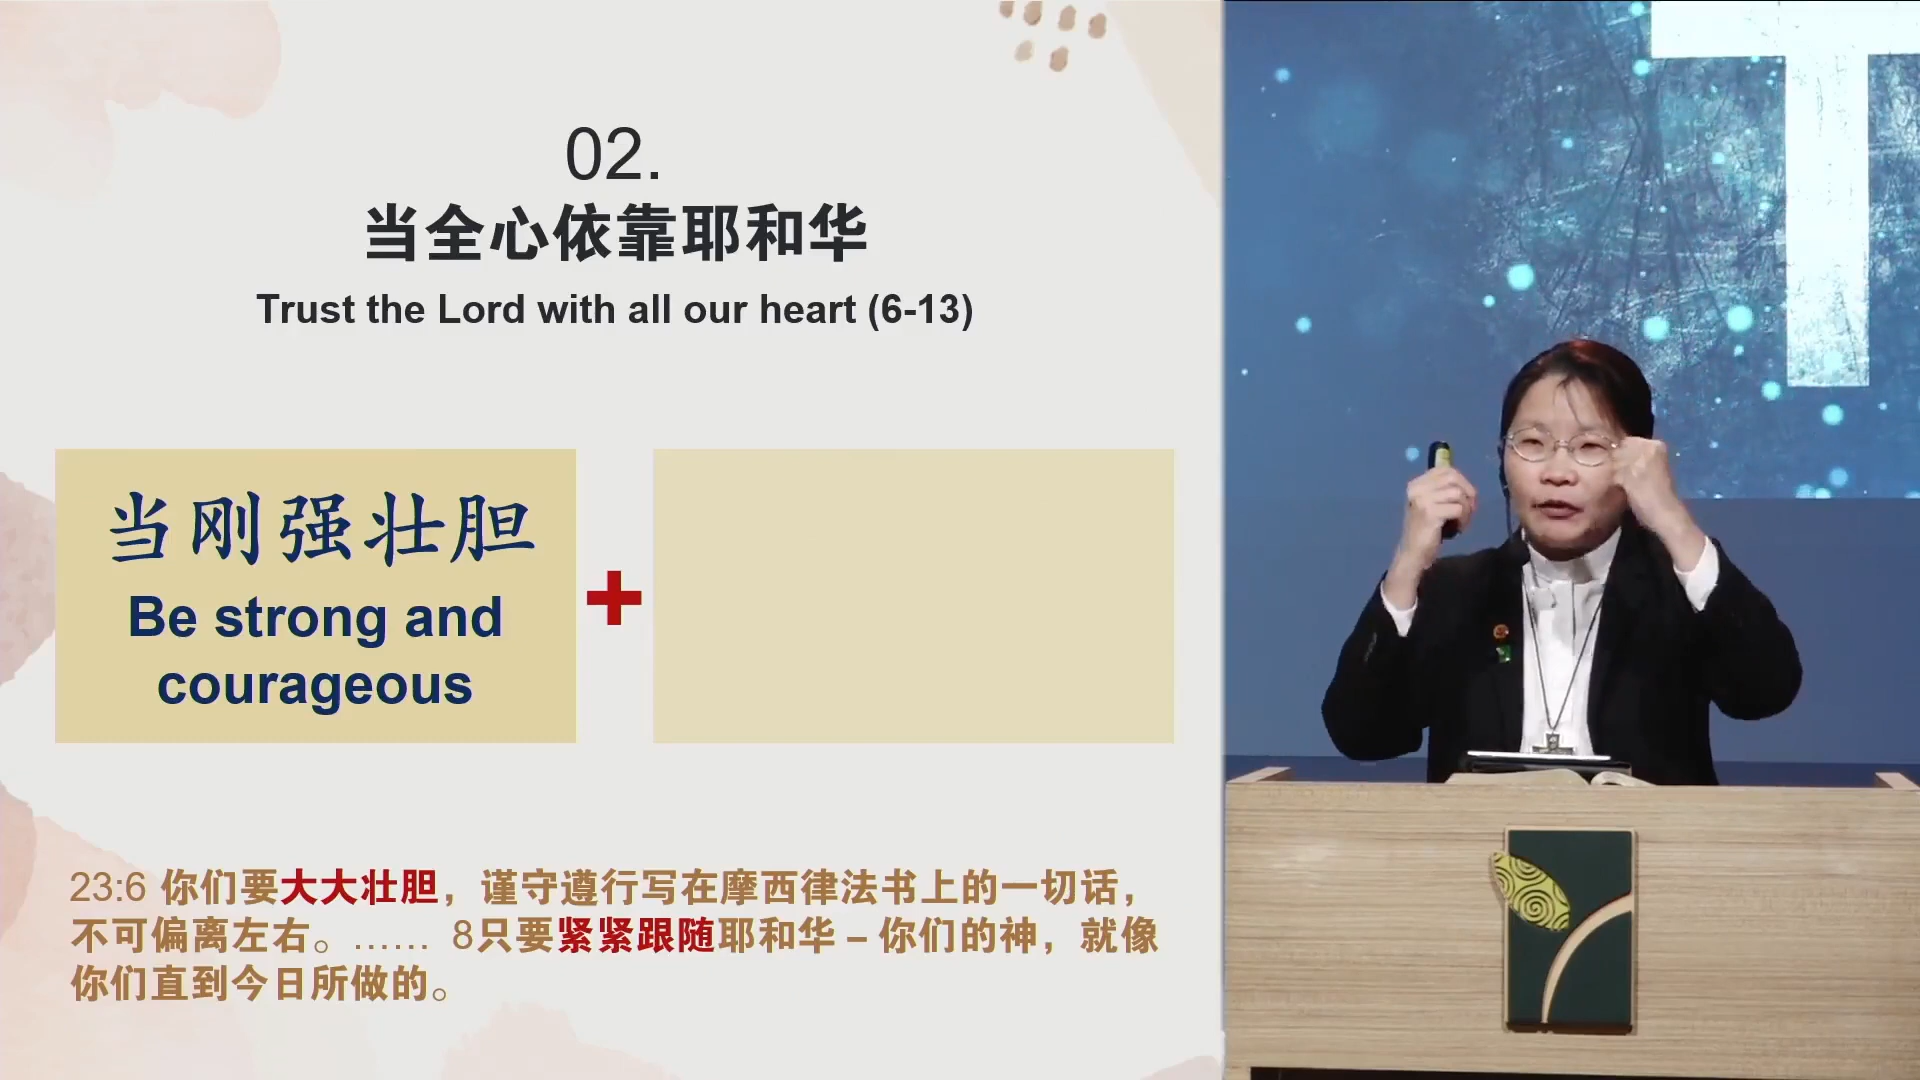 02.
当全心依靠耶和华
Trust the Lord with all our heart (6-13)
当刚强壮胆
Be strong and
courageous
+
23:6 你们要大大壮胆，谨守遵行写在摩西律法书上的一切话，
不可偏离左右。…… 8只要紧紧跟随耶和华 – 你们的神，就像
你们直到今日所做的。
T